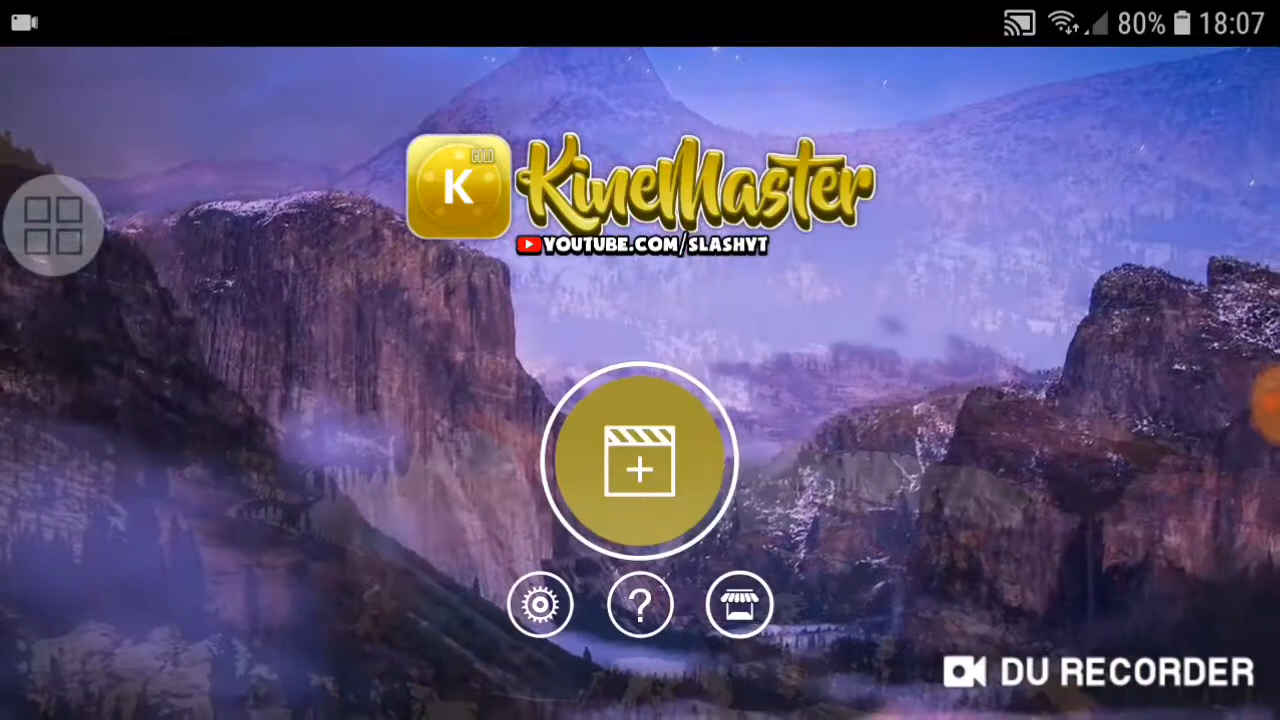 80% 18:07
GOLD
K
KineMaster
YOUTUBE.COM/SLASHYT
?
DU RECORDER